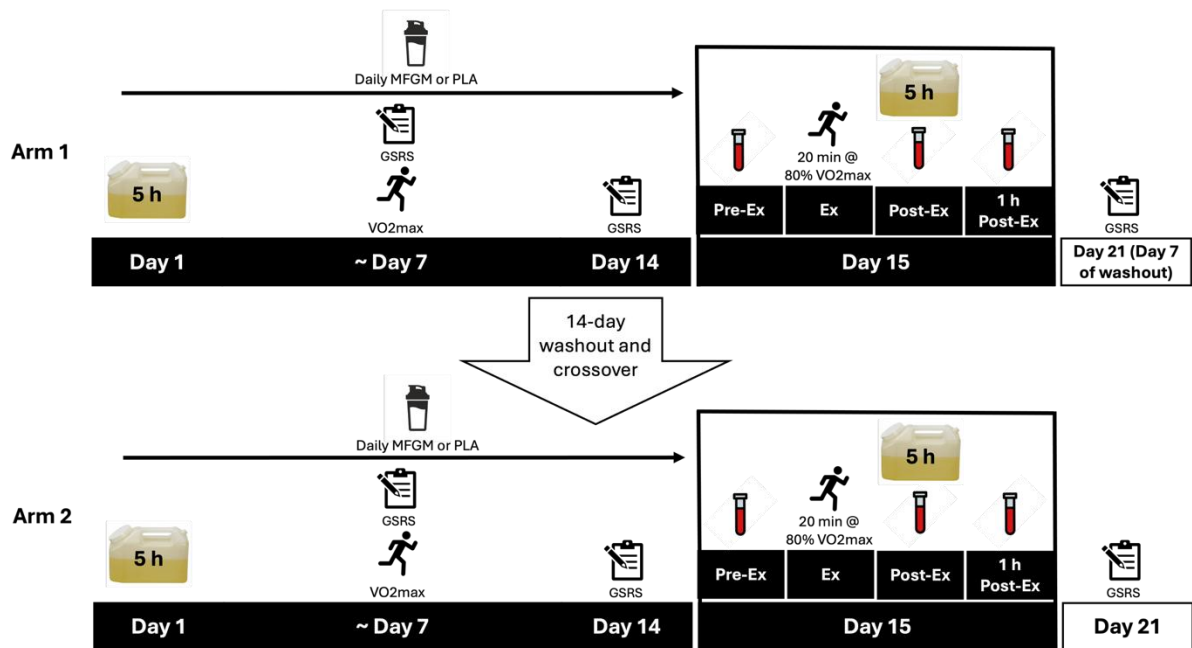 Daily MFGM or PLA
5 h
Arm 1
GSRS
20 min @
80% VO2max
5 h
VO2max
GSRS
GSRS
Pre-Ex
Ex
Post-Ex
1 h
Post-Ex
Day 1
~ Day 7
Day 14
Day 15
Day 21 (Day 7
of washout)
14-day
washout and
crossover
Daily MFGM or PLA
5 h
Arm 2
GSRS
20 min @
80% VO2max
5 h
VO2max
GSRS
GSRS
Pre-Ex
Ex
Post-Ex
1 h
Post-Ex
Day 1
~ Day 7
Day 14
Day 15
Day 21